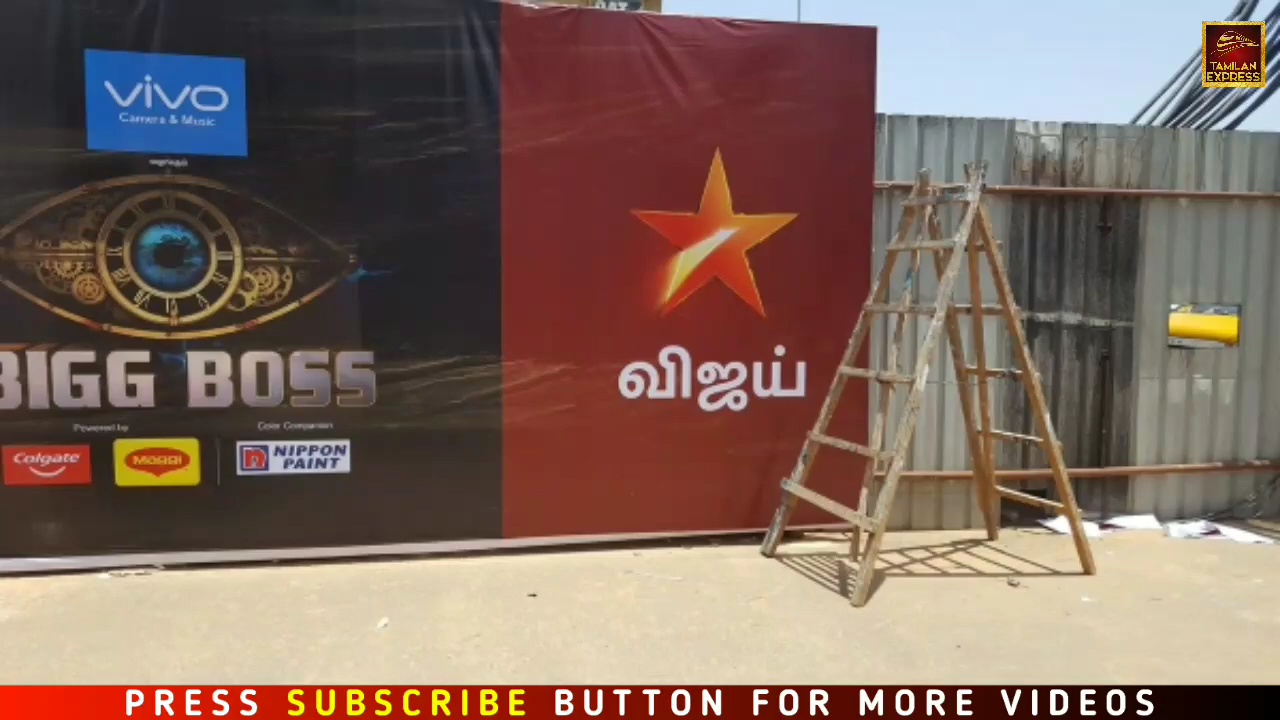 vivo
Camera & Music
வழங்கும்
BIGG BOSS
Powered by
Color Companion
Colgate
Maggi
NIPPON
PAINT
விஜய்
TAMILAN
EXPRESS
PRESS SUBSCRIBE BUTTON FOR MORE VIDEOS